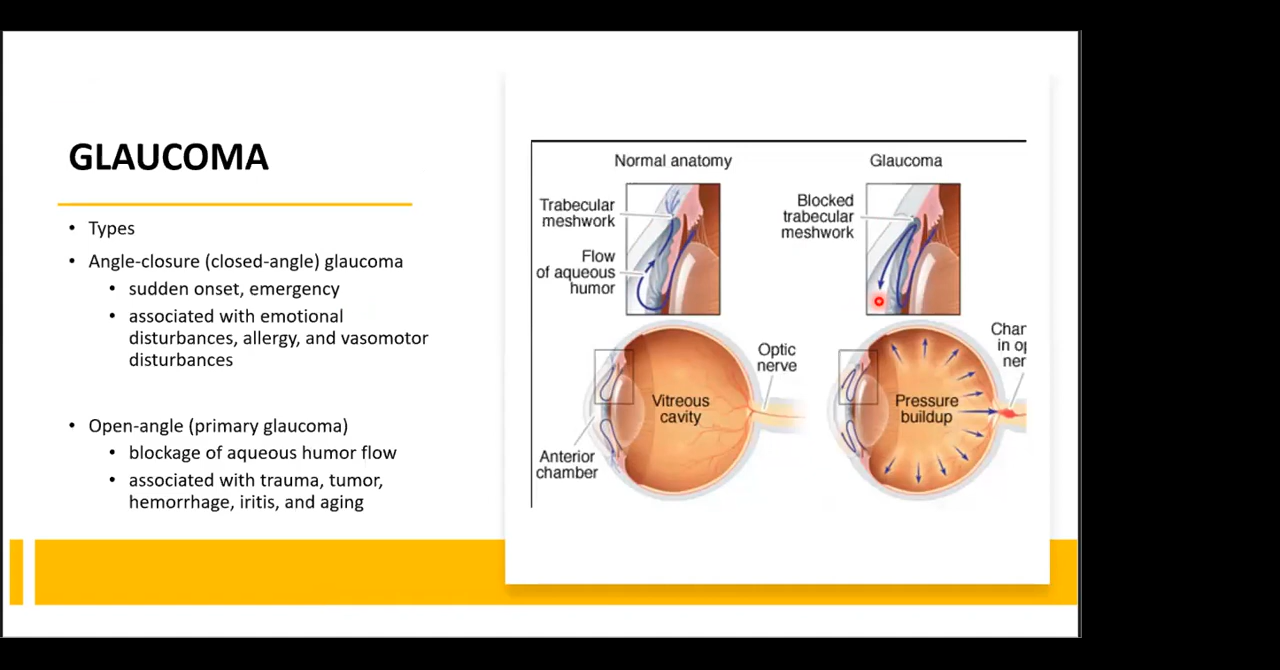 GLAUCOMA
• Types
• Angle-closure (closed-angle) glaucoma
• sudden onset, emergency
• associated with emotional
disturbances, allergy, and vasomotor
disturbances
• Open-angle (primary glaucoma)
• blockage of aqueous humor flow
• associated with trauma, tumor,
hemorrhage, iritis, and aging
Normal anatomy
Trabecular
meshwork
Flow
of aqueous
humor
Optic
nerve
Vitreous
cavity
Anterior
chamber
Glaucoma
Blocked
trabecular
meshwork
in
Pressure
buildup